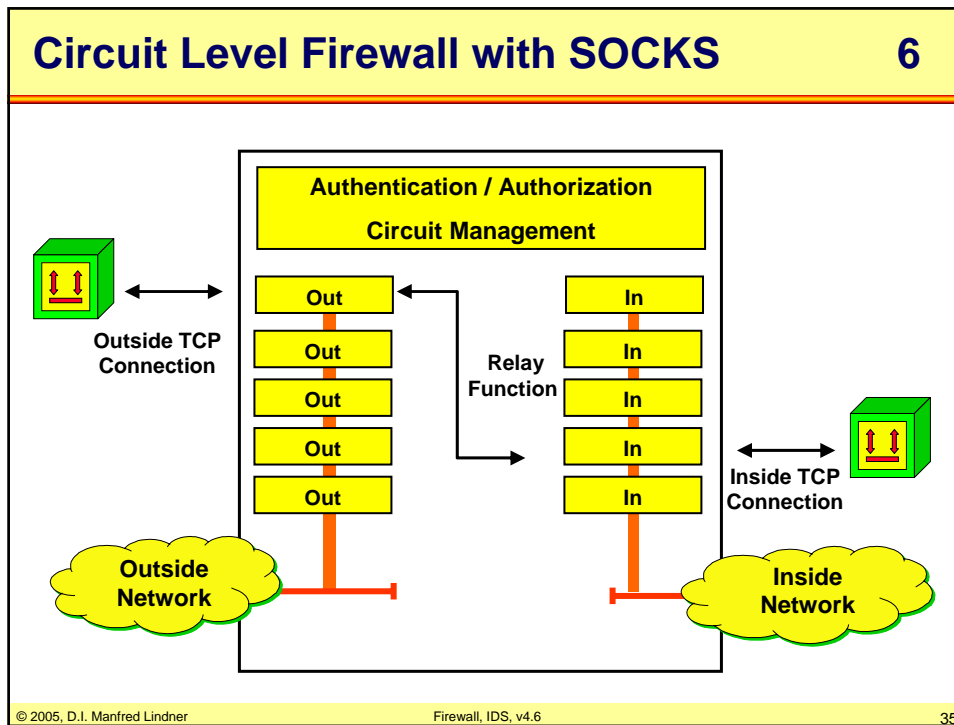 Circuit Level Firewall with SOCKS 6
Authentication / Authorization
Circuit Management
Outside TCP
Connection
Out
Out
Out
Out
Out
Relay
Function
In
In
In
In
In
Inside TCP
Connection
Outside
Network
Inside
Network
© 2005, D.I. Manfred Lindner
Firewall, IDS, v4.6
35